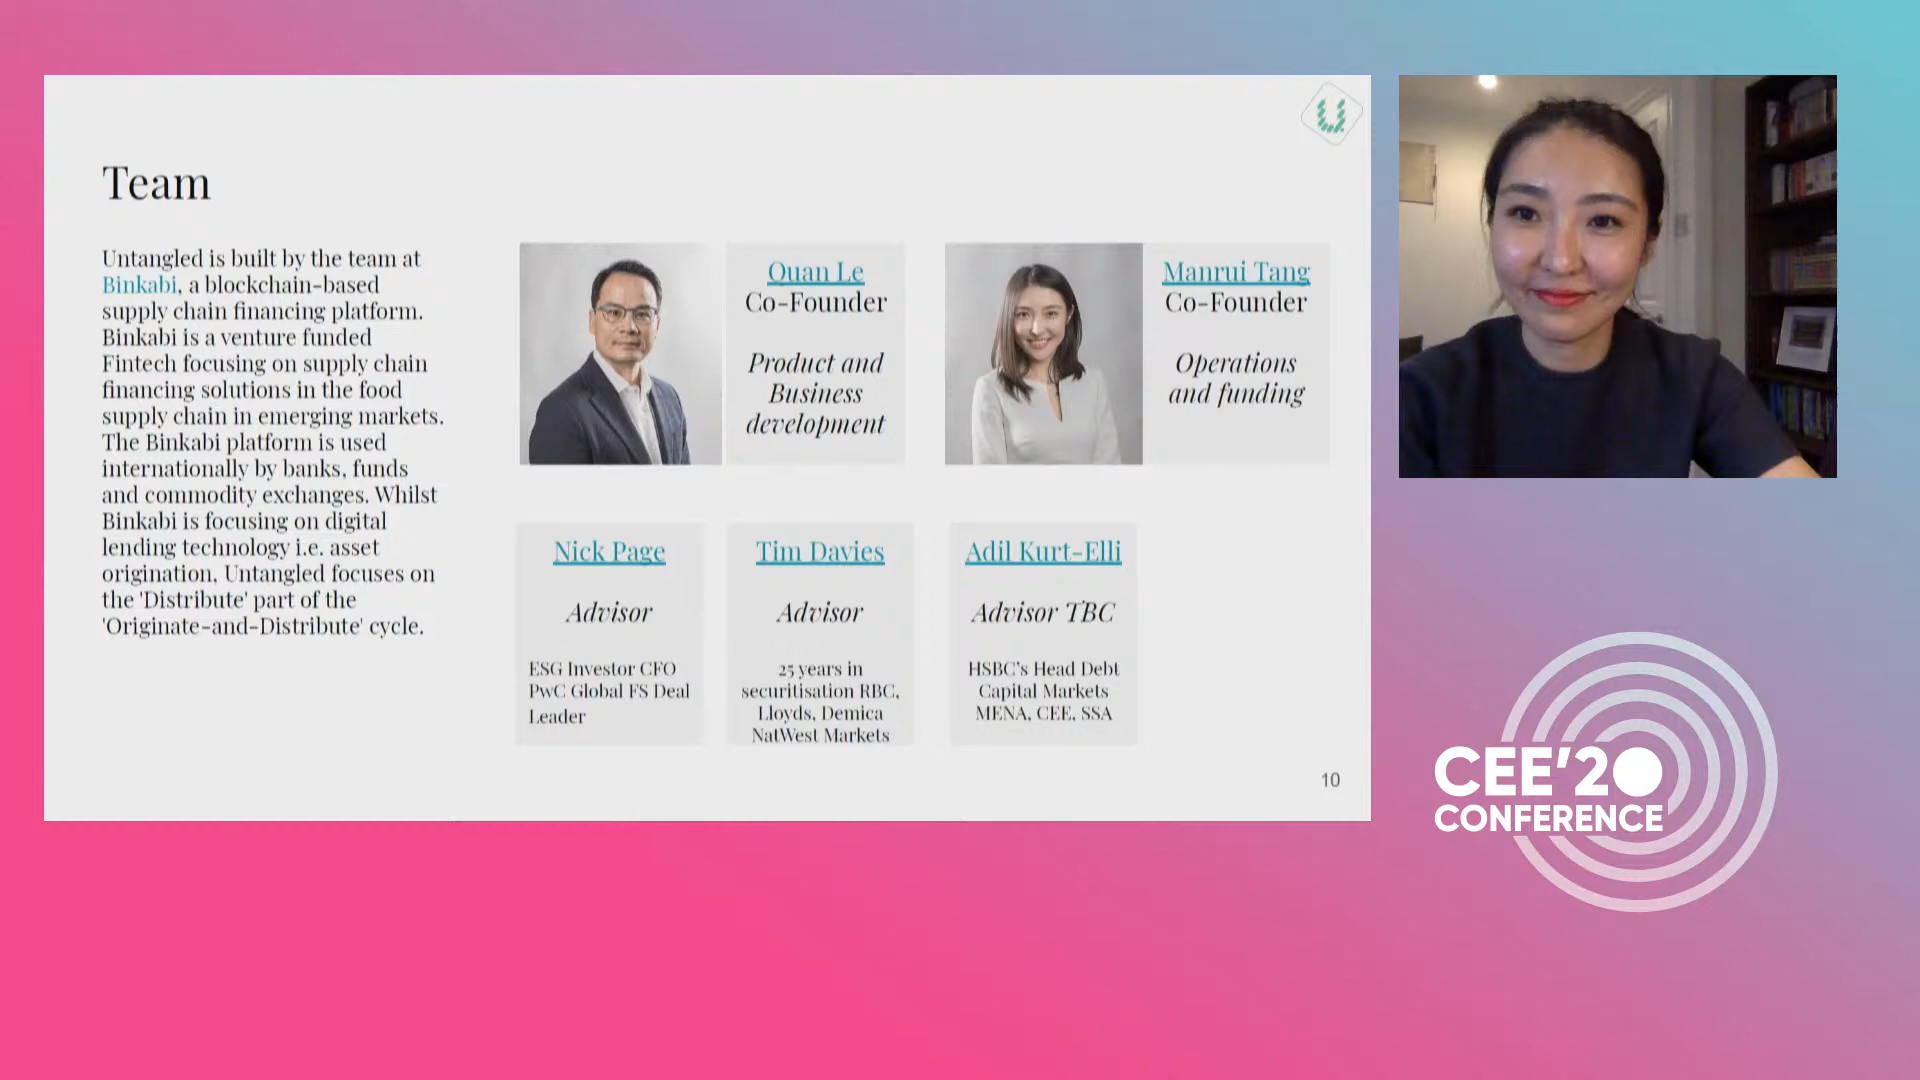 Team
Untangled is built by the team at
Binkabi, a blockchain-based
supply chain financing platform.
Binkabi is a venture funded
Fintech focusing on supply chain
financing solutions in the food
supply chain in emerging markets.
The Binkabi platform is used
internationally by banks, funds
and commodity exchanges. Whilst
Binkabi is focusing on digital
lending technology i.e. asset
origination, Untangled focuses on
the 'Distribute' part of the
'Originate-and-Distribute' cycle.
Quan Le
Co-Founder
Product and
Business
development
Manrui Tang
Co-Founder
Operations
and funding
Nick Page
Advisor
ESG Investor CFO
PwC Global FS Deal
Leader
Tim Davies
Advisor
25 years in
securitisation RBC,
Lloyds, Demica
NatWest Markets
Adil Kurt-Elli
Advisor TBC
HSBC's Head Debt
Capital Markets
MENA, CEE, SSA
10
U
CEE'20
CONFERENCE